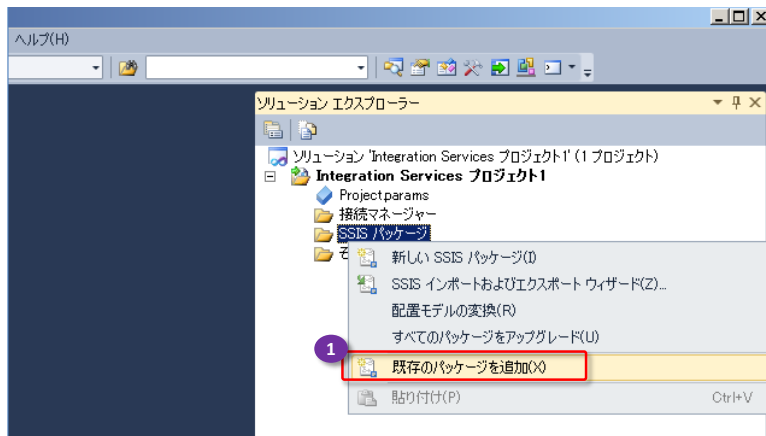 ヘルプ(H)
ソリューション エクスプローラー
ソリューション 'Integration Services プロジェクト1' (1 プロジェクト)
Integration Services プロジェクト1
Project.params
接続マネージャー
SSIS パッケージ
そ
新しい SSIS パッケージ(I)
SSIS インポートおよびエクスポート ウィザード(Z)...
配置モデルの変換(R)
すべてのパッケージをアップグレード(U)
1
既存のパッケージを追加(X)
貼り付け(P) Ctrl+V